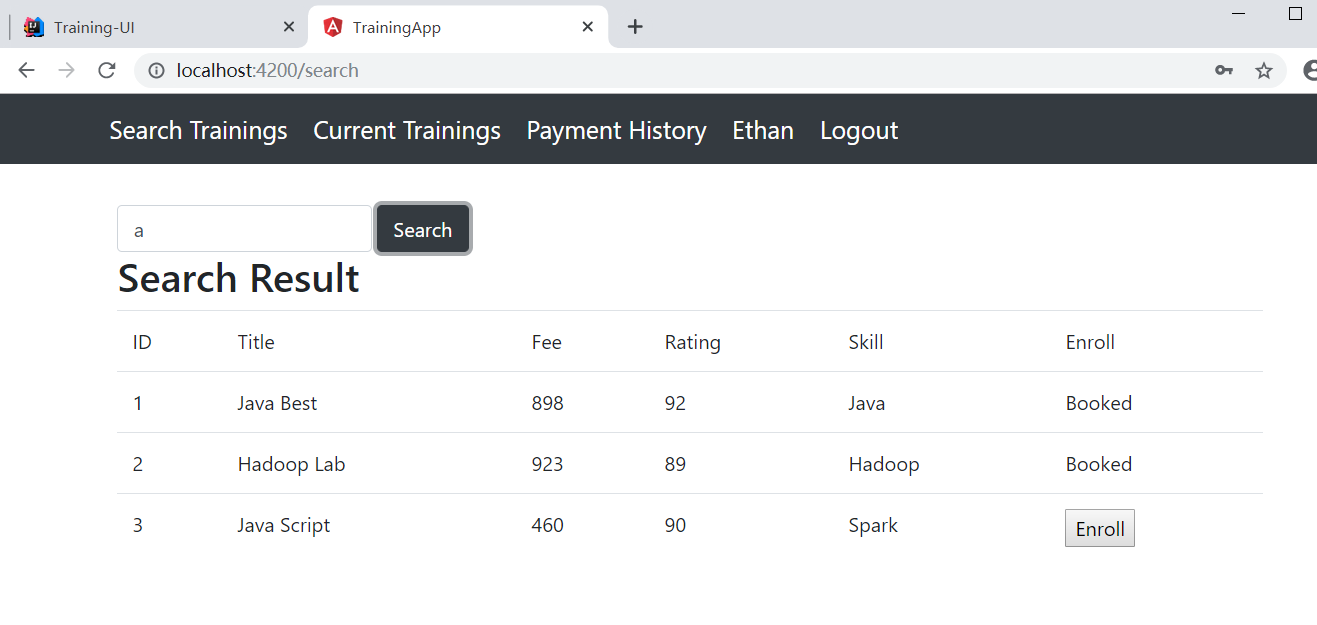 Training-UI TrainingApp
localhost:4200/search
Search Trainings Current Trainings Payment History Ethan Logout
a Search
Search Result
ID Title Fee Rating Skill Enroll
1 Java Best 898 92 Java Booked
2 Hadoop Lab 923 89 Hadoop Booked
3 Java Script 460 90 Spark Enroll